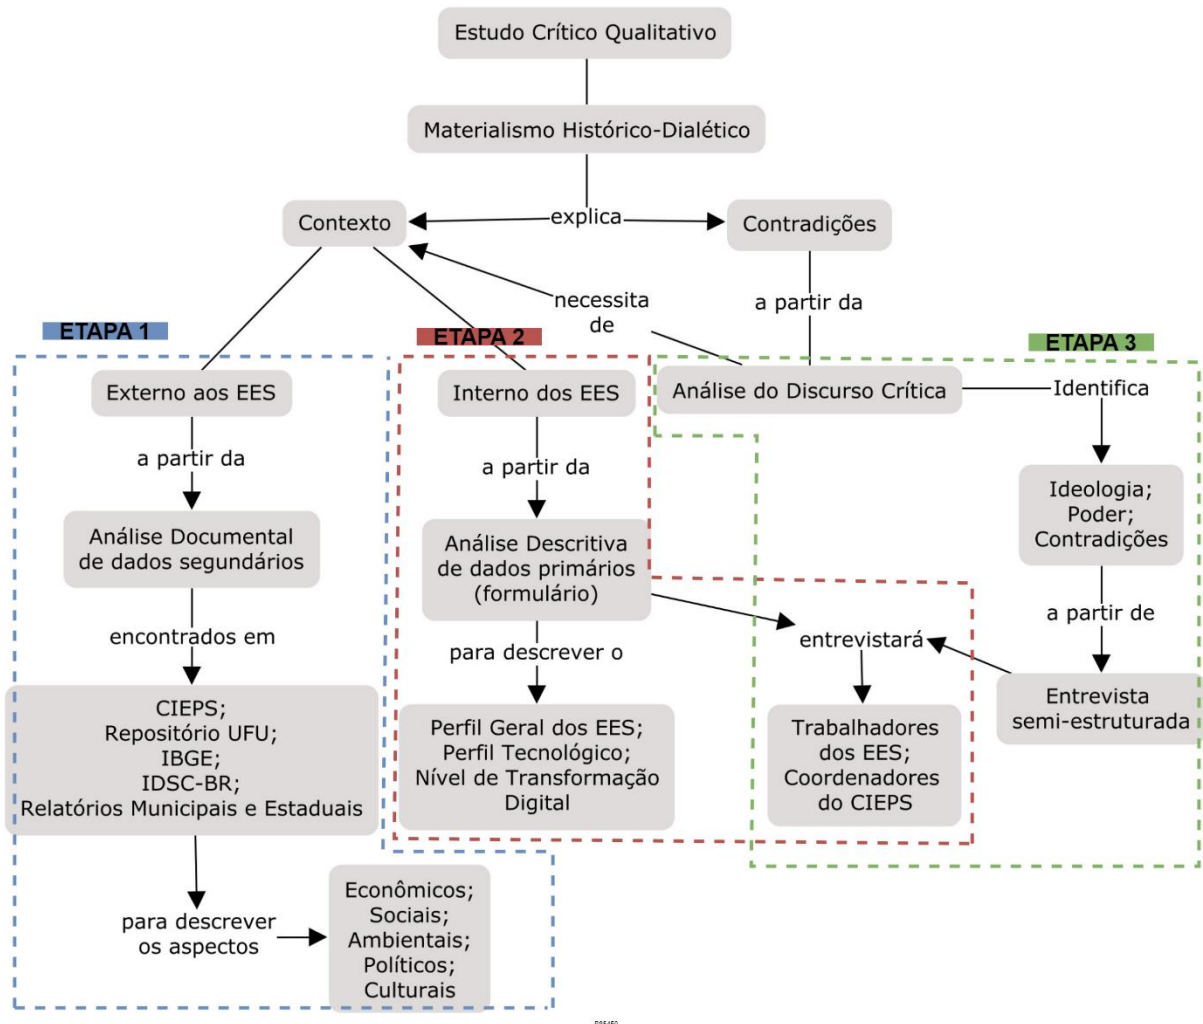 Estudo Crítico Qualitativo
Materialismo Histórico-Dialético
explica
Contexto
Contradições
necessita
de
a partir da
ETAPA 1
ETAPA 2
ETAPA 3
Externo aos EES
a partir da
Análise Documental
de dados segundários
encontrados em
CIEPS;
Repositório UFU;
IBGE;
IDSC-BR;
Relatórios Municipais e Estaduais
para descrever
os aspectos
Econômicos;
Sociais;
Ambientais;
Políticos;
Culturais
Interno dos EES
a partir da
Análise Descritiva
de dados primários
(formulário)
para descrever o
Perfil Geral dos EES;
Perfil Tecnológico;
Nível de Transformação
Digital
Análise do Discurso Crítica
Identifica
Ideologia;
Poder;
Contradições
a partir de
Entrevista
semi-estruturada
entrevistará
Trabalhadores
dos EES;
Coordenadores
do CIEPS